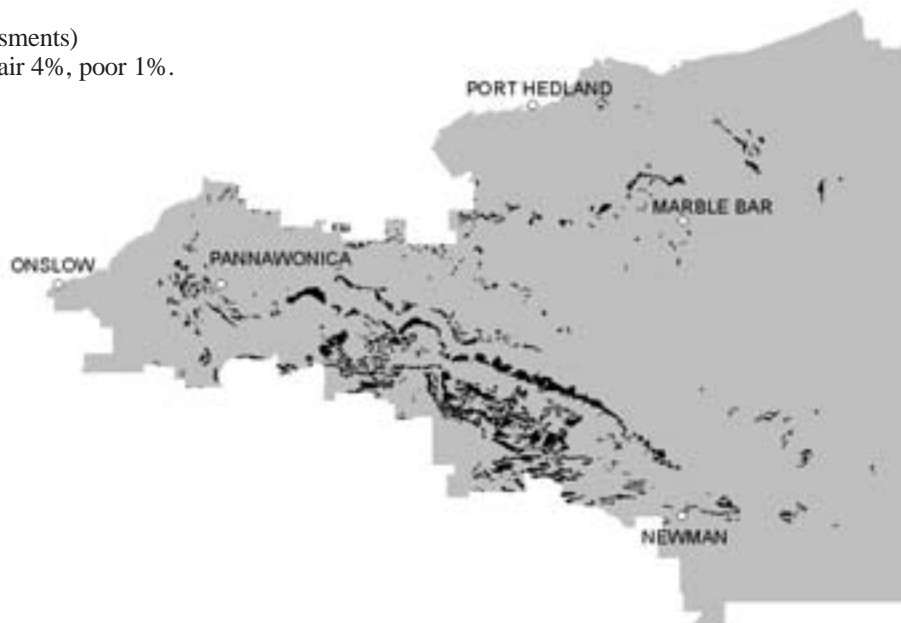 sments)
air 4%, poor 1%.
PORT HEDLAND
MARBLE BAR
ONSLOW
PANNAWONICA
NEWMAN